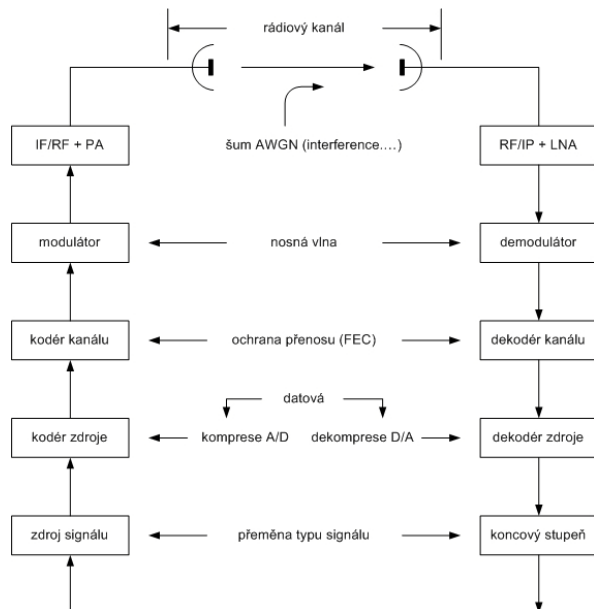 rádiový kanál
IF/RF + PA
šum AWGN (interference....)
RF/IP + LNA
modulátor
nosná vlna
demodulátor
kodér kanálu
ochrana přenosu (FEC)
dekodér kanálu
datová
kodér zdroje
komprese A/D
dekomprese D/A
dekodér zdroje
zdroj signálu
přeměna typu signálu
koncový stupeň